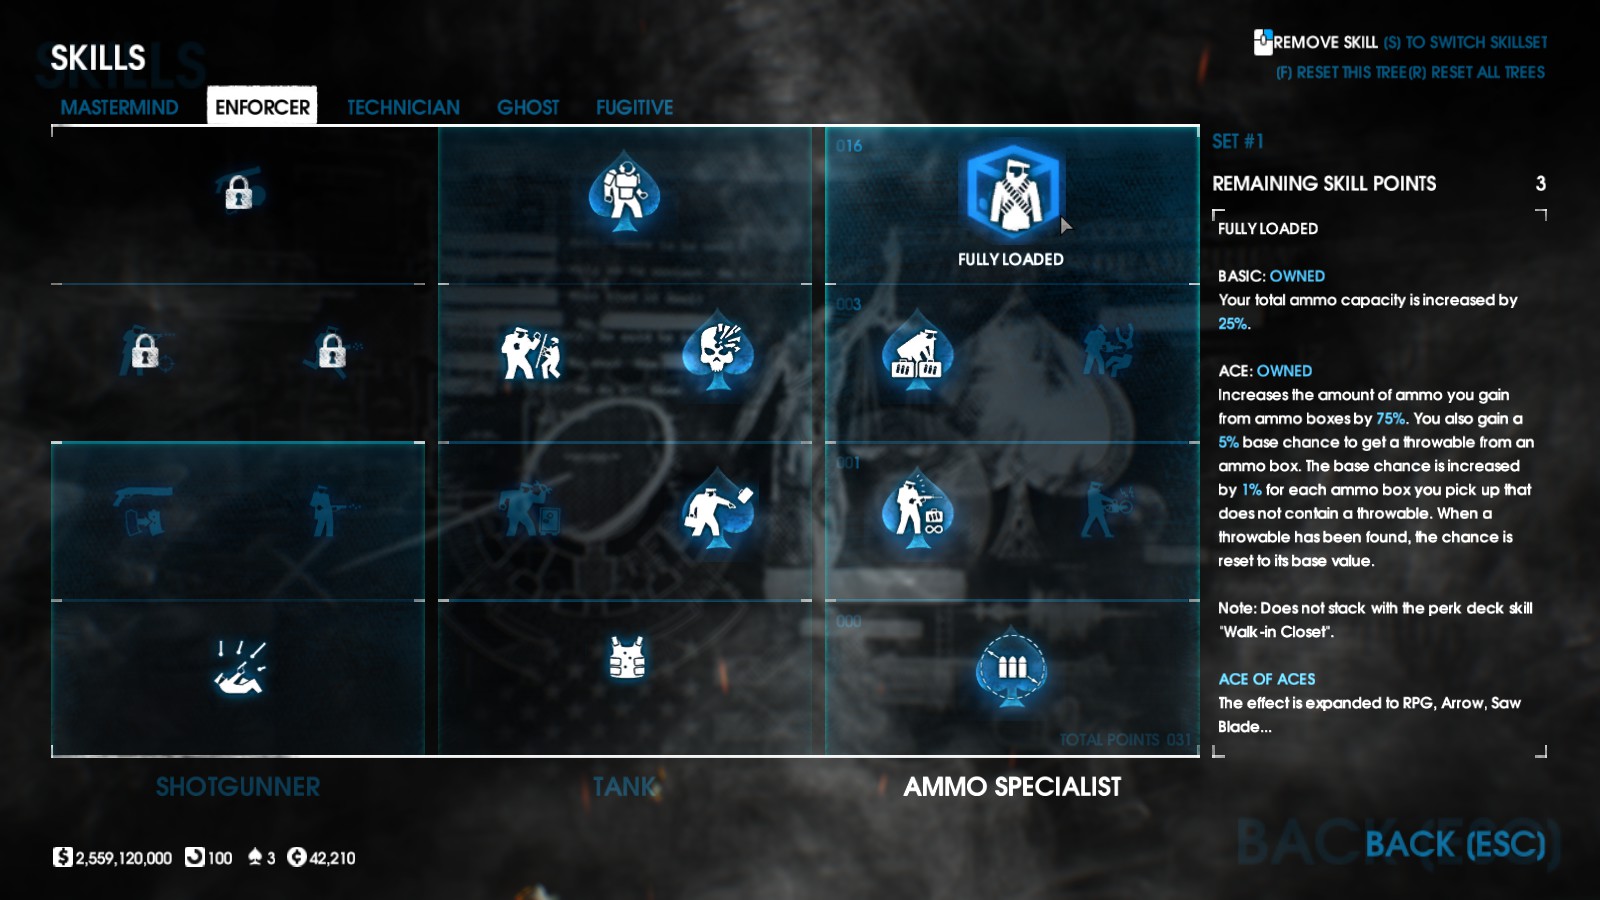 SKILLS
REMOVE SKILL (S) TO SWITCH SKILLSET
(F) RESET THIS TREE(R) RESET ALL TREES
MASTERMIND
ENFORCER
TECHNICIAN
GHOST
FUGITIVE
016
FULLY LOADED
003
001
000
TOTAL POINTS 031
SHOTGUNNER
TANK
AMMO SPECIALIST
SET #1
REMAINING SKILL POINTS 3
FULLY LOADED
BASIC: OWNED
Your total ammo capacity is increased by
25%.
ACE: OWNED
Increases the amount of ammo you gain
from ammo boxes by 75%. You also gain a
5% base chance to get a throwable from an
ammo box. The base chance is increased
by 1% for each ammo box you pick up that
does not contain a throwable. When a
throwable has been found, the chance is
reset to its base value.
Note: Does not stack with the perk deck skill
"Walk-in Closet".
ACE OF ACES
The effect is expanded to RPG, Arrow, Saw
Blade...
2,559,120,000
100
3
42,210
BACK (ESC)